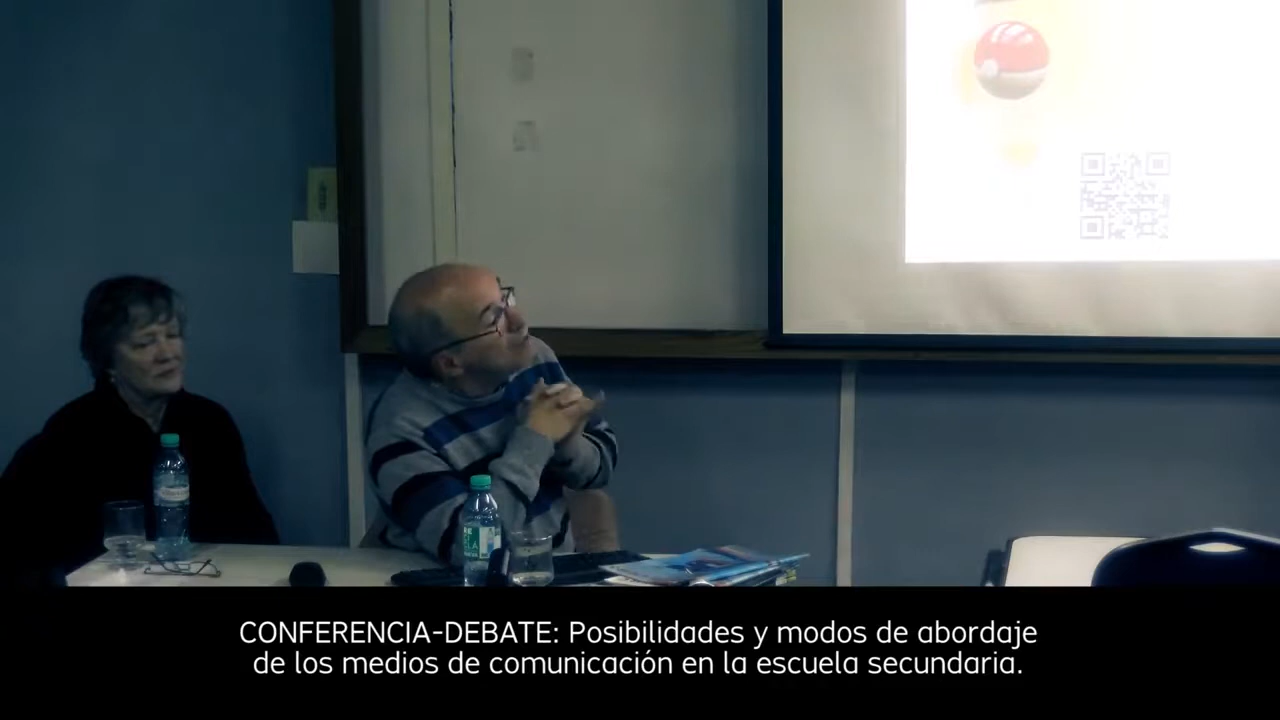 CONFERENCIA-DEBATE: Posibilidades y modos de abordaje
de los medios de comunicación en la escuela secundaria.